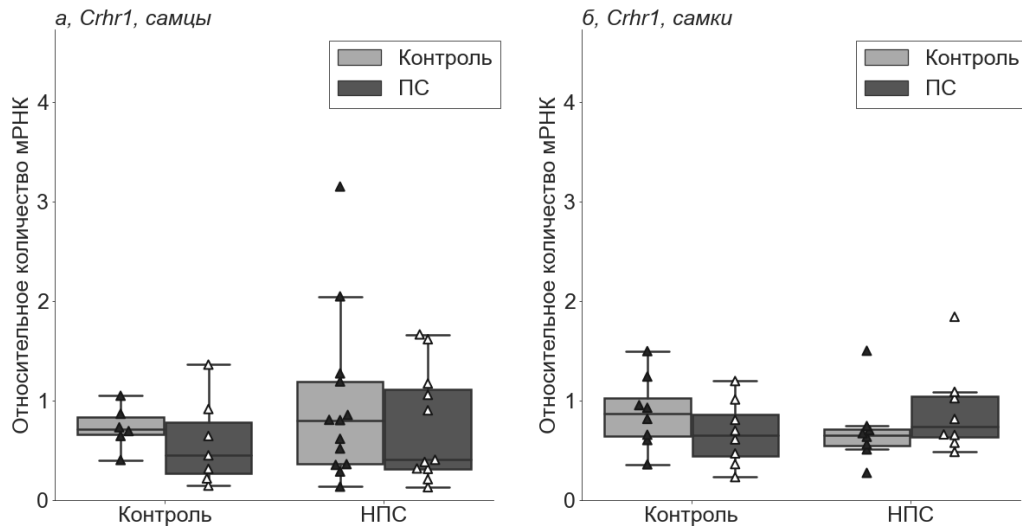 а, Crhr1, самцы
Относительное количество мРНК
4
3
2
1
0
Контроль
ПС
Контроль
НПС
б, Crhr1, самки
Относительное количество мРНК
4
3
2
1
0
Контроль
ПС
Контроль
НПС